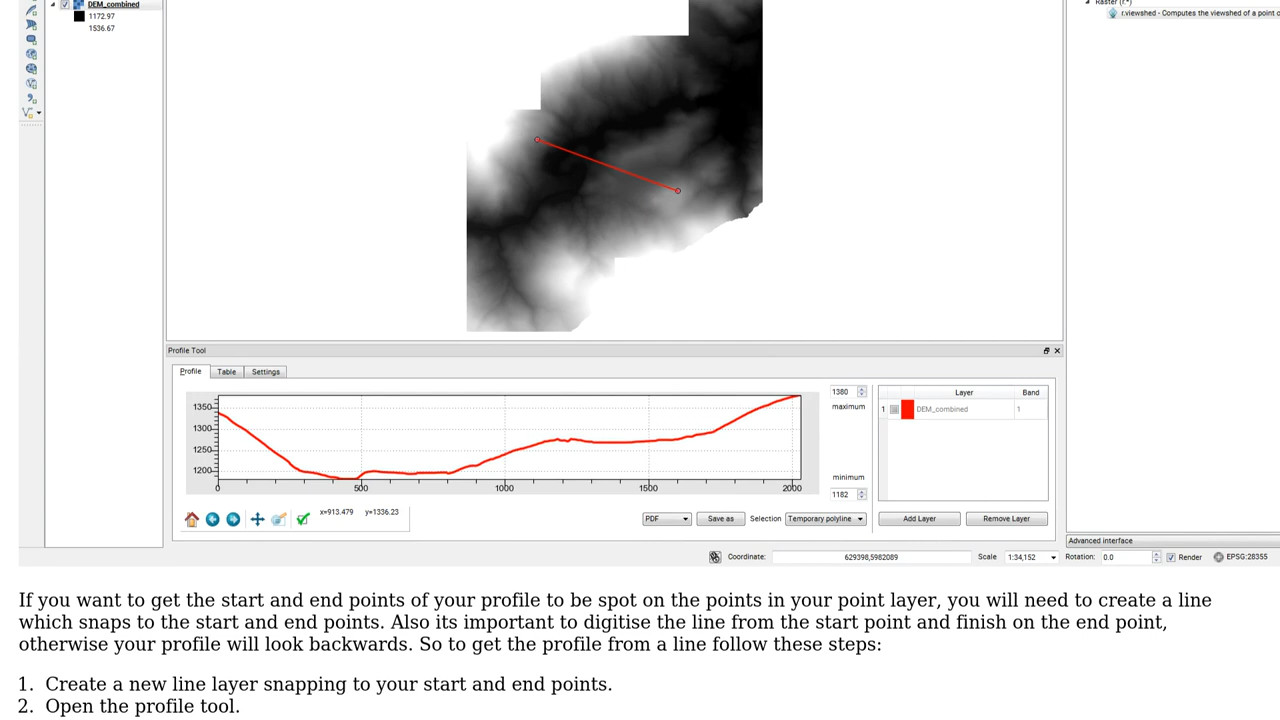 DEM_combined
1172.97
1536.67
Raster (r.*)
r.viewshed - Computes the viewshed of a point o
Profile Tool
Profile Table Settings
1350
1300
1250
1200
0 500 1000 1500 2000
1380
maximum
minimum
1182
Layer Band
1 DEM_combined 1
x=913.479 y=1336.23
PDF Save as Selection Temporary polyline Add Layer Remove Layer
Advanced interface
Coordinate: 629398,5982089 Scale 1:34,152 Rotation: 0.0 Render EPSG:28355
If you want to get the start and end points of your profile to be spot on the points in your point layer, you will need to create a line
which snaps to the start and end points. Also its important to digitise the line from the start point and finish on the end point,
otherwise your profile will look backwards. So to get the profile from a line follow these steps:
1. Create a new line layer snapping to your start and end points.
2. Open the profile tool.